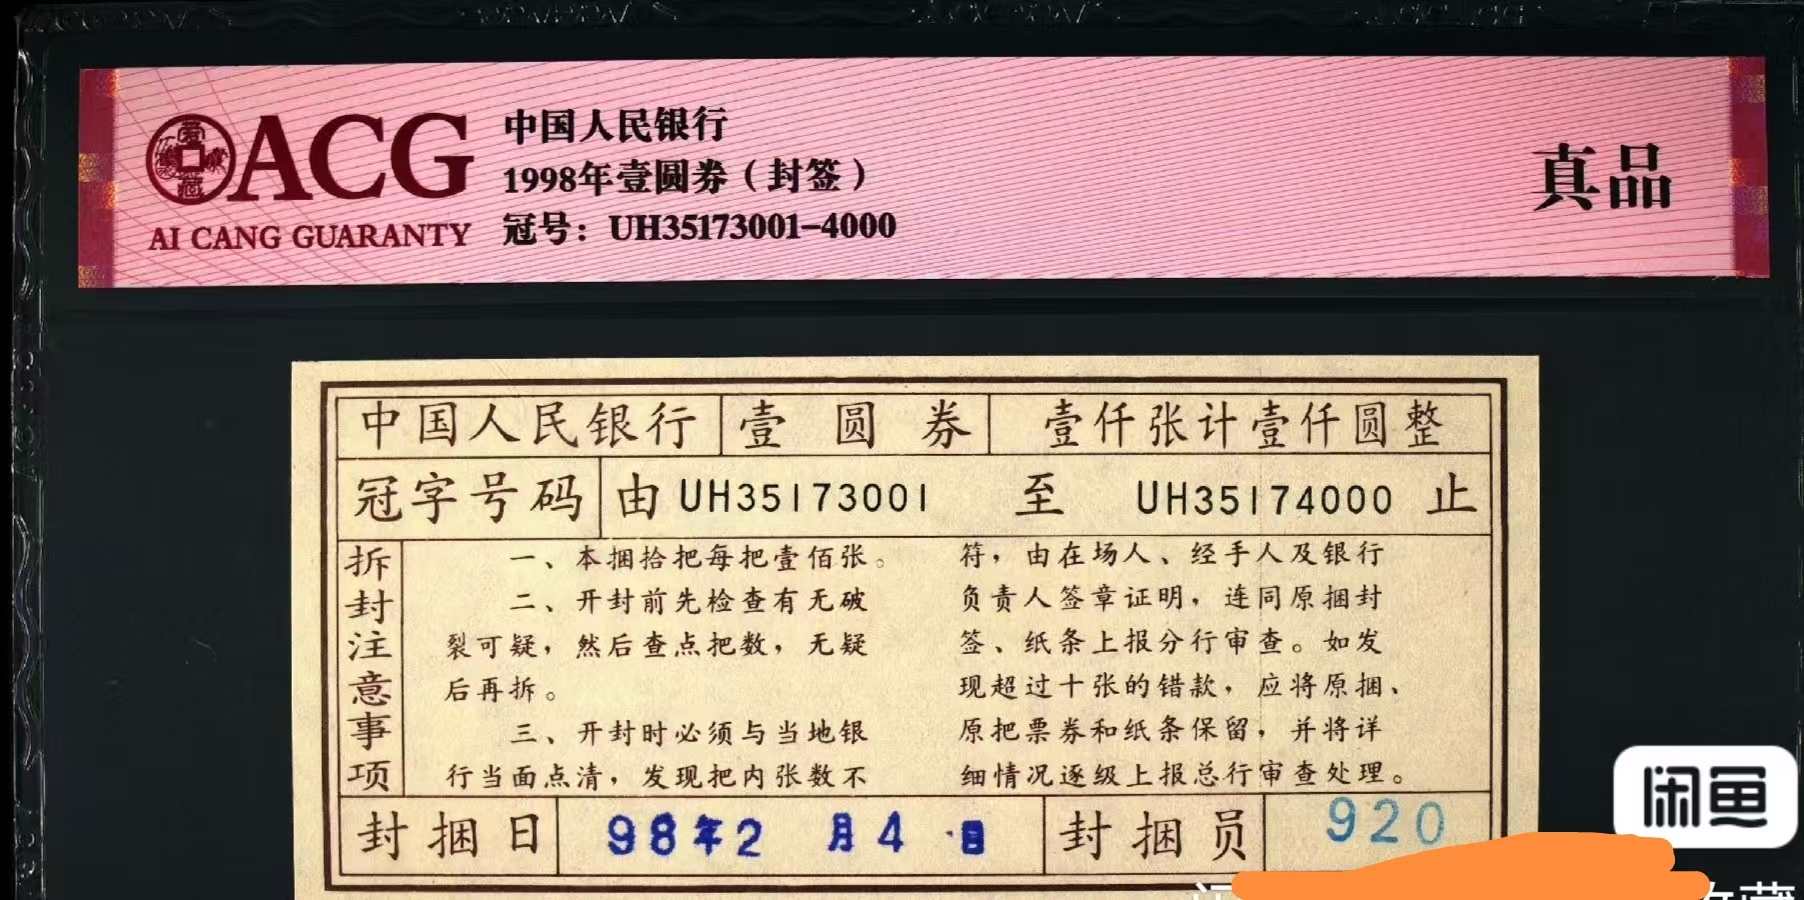 ACG
AI CANG GUARANTY
中国人民银行
1998年壹圆券（封签）
冠号：UH35173001-4000
真品
中国人民银行 壹圆券 壹仟张计壹仟圆整
冠字号码 由UH35173001 至 UH35174000 止
拆封注意事项
一、本捆拾把每把壹佰张。
二、开封前先检查有无破
裂可疑，然后查点把数，无疑
后再拆。
三、开封时必须与当地银
行当面点清，发现把内张数不
符，由在场人、经手人及银行
负责人签章证明，连同原捆封
签、纸条上报分行审查。如发
现超过十张的错款，应将原捆、
原把票券和纸条保留，并将详
细情况逐级上报总行审查处理。
封捆日 98年2月4日 封捆员 920
闲鱼